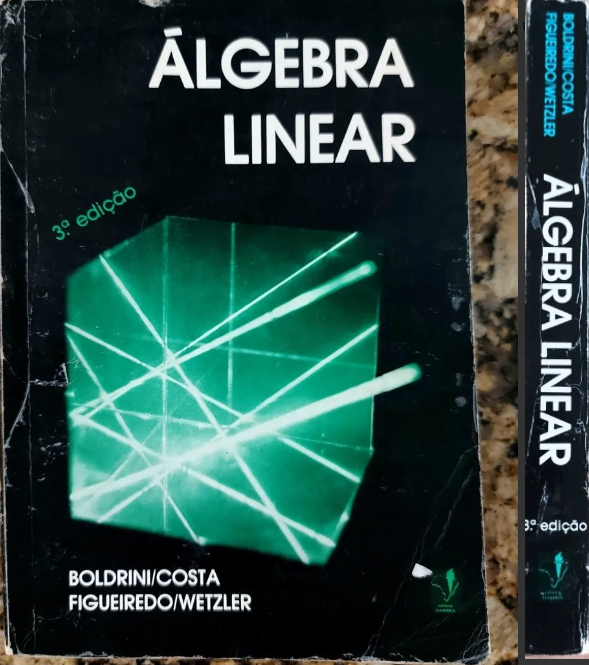 ÁLGEBRA
LINEAR
3ª edição
BOLDRINI/COSTA
FIGUEIREDO/WETZLER
BOLDRINI/COSTA
FIGUEIREDO/WETZLER
ÁLGEBRA LINEAR
3ª edição